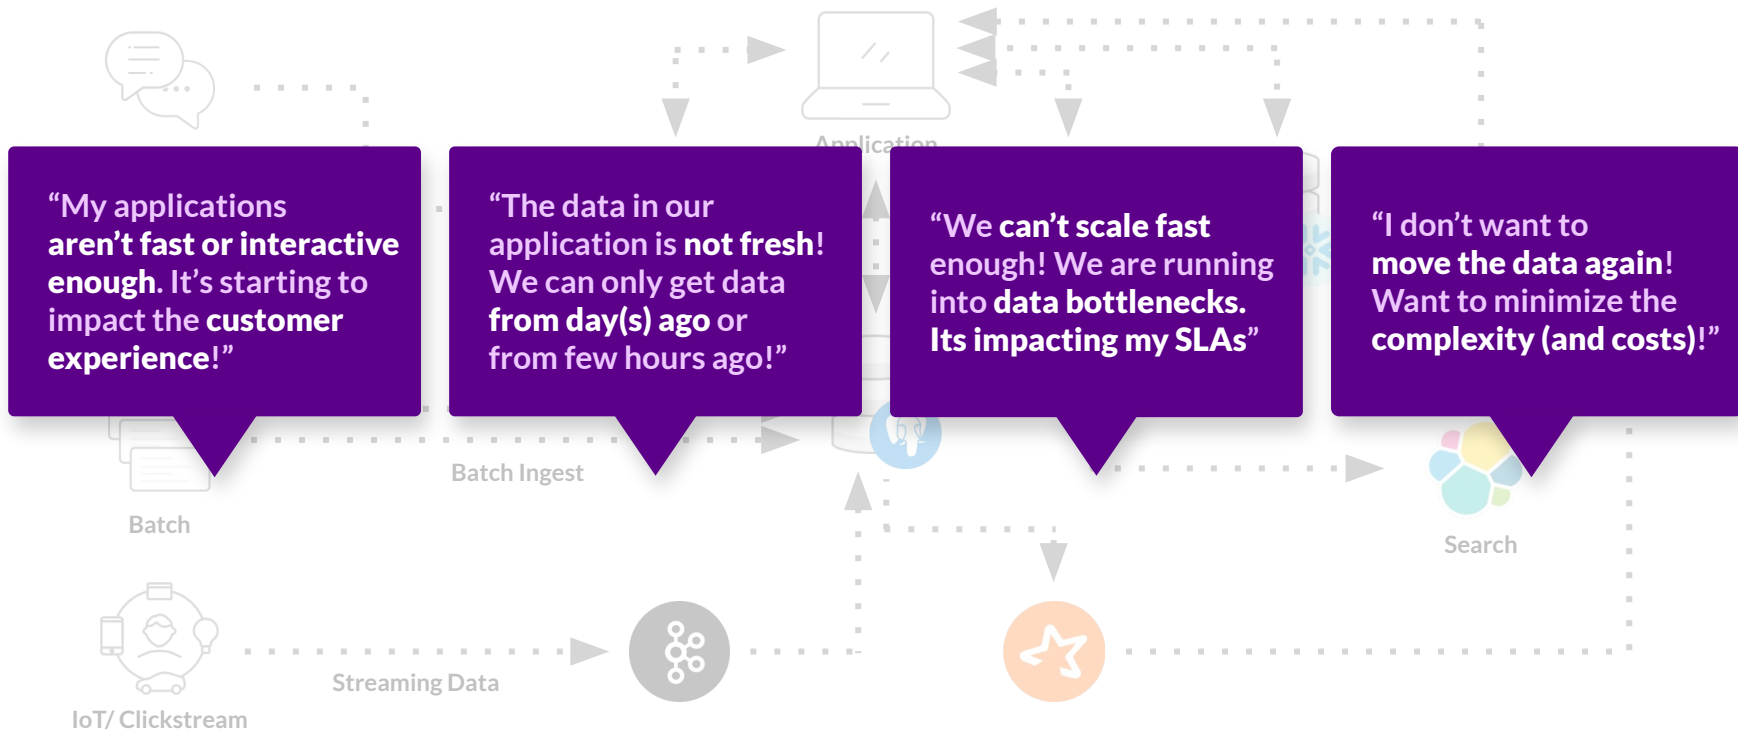 Application
“My applications
aren’t fast or interactive
enough. It’s starting to
impact the customer
experience!”
“The data in our
application is not fresh!
We can only get data
from day(s) ago or
from few hours ago!”
“We can’t scale fast
enough! We are running
into data bottlenecks.
Its impacting my SLAs”
“I don’t want to
move the data again!
Want to minimize the
complexity (and costs)!”
Batch Ingest
Batch
Search
Streaming Data
IoT/ Clickstream